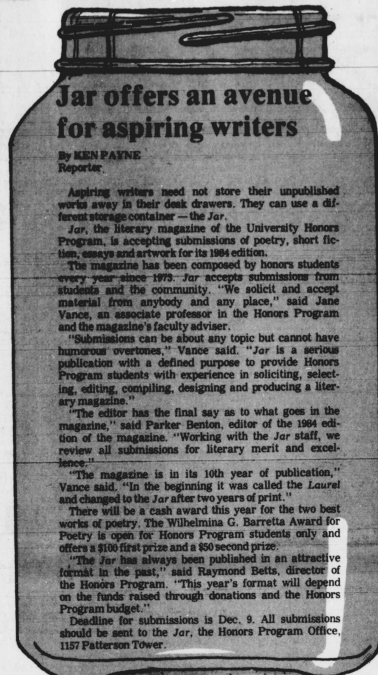 Jar offers an avenue
for aspiring writers
By KEN PAYNE
Reporter
Aspiring writers need not store their unpublished
works away in their desk drawers. They can use a dif-
ferent storage container — the Jar.
Jar, the literary magazine of the University Honors
Program, is accepting submissions of poetry, short fic-
tion, essays and artwork for its 1984 edition.
The magazine has been composed by honors students
every year since 1973. Jar accepts submissions from
students and the community. "We solicit and accept
material from anybody and any place," said Jane
Vance, an associate professor in the Honors Program
and the magazine's faculty adviser.
"Submissions can be about any topic but cannot have
humorous overtones," Vance said. "Jar is a serious
publication with a defined purpose to provide Honors
Program students with experience in soliciting, select-
ing, editing, compiling, designing and producing a liter-
ary magazine."
"The editor has the final say as to what goes in the
magazine," said Parker Benton, editor of the 1984 edi-
tion of the magazine. "Working with the Jar staff, we
review all submissions for literary merit and excel-
lence."
"The magazine is in its 10th year of publication,"
Vance said. "In the beginning it was called the Laurel
and changed to the Jar after two years of print."
There will be a cash award this year for the two best
works of poetry. The Wilhelmina G. Barretta Award for
Poetry is open for Honors Program students only and
offers a $100 first prize and a $50 second prize.
"The Jar has always been published in an attractive
format in the past," said Raymond Betts, director of
the Honors Program. "This year's format will depend
on the funds raised through donations and the Honors
Program budget."
Deadline for submissions is Dec. 9. All submissions
should be sent to the Jar, the Honors Program Office,
1157 Patterson Tower.